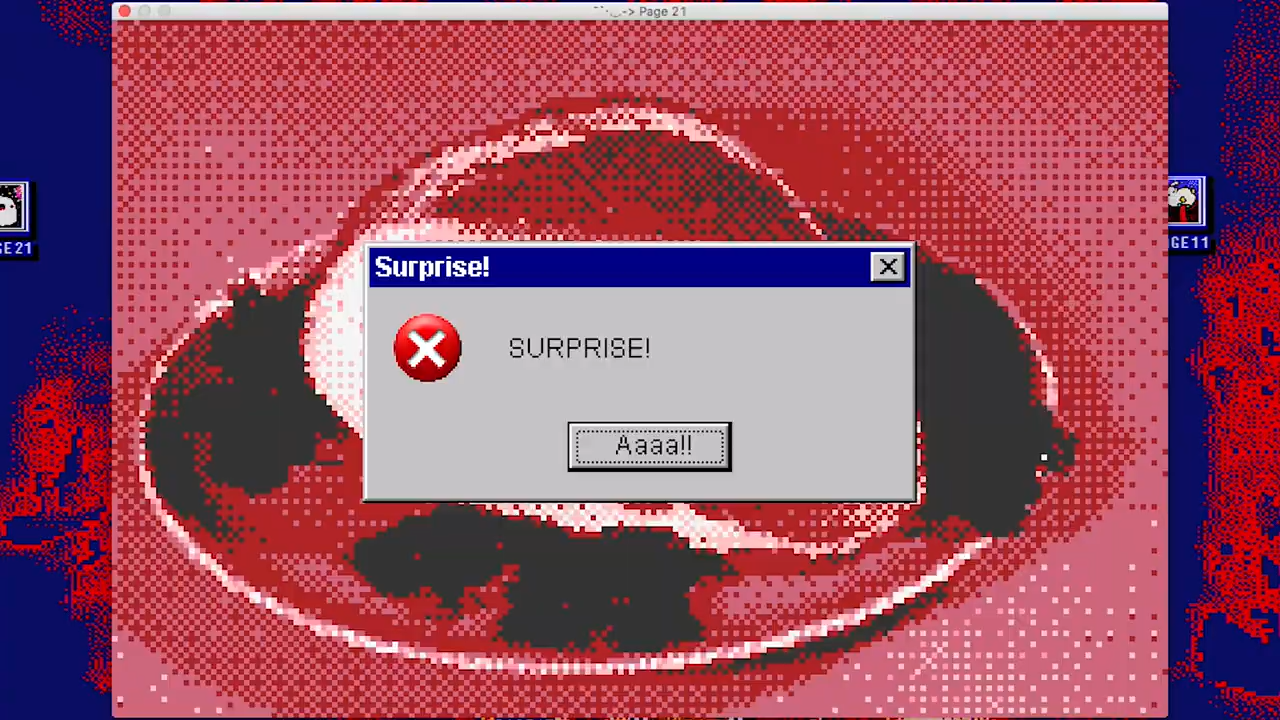 -> Page 21
Surprise!
SURPRISE!
Aaaa!!
GE21
GE11